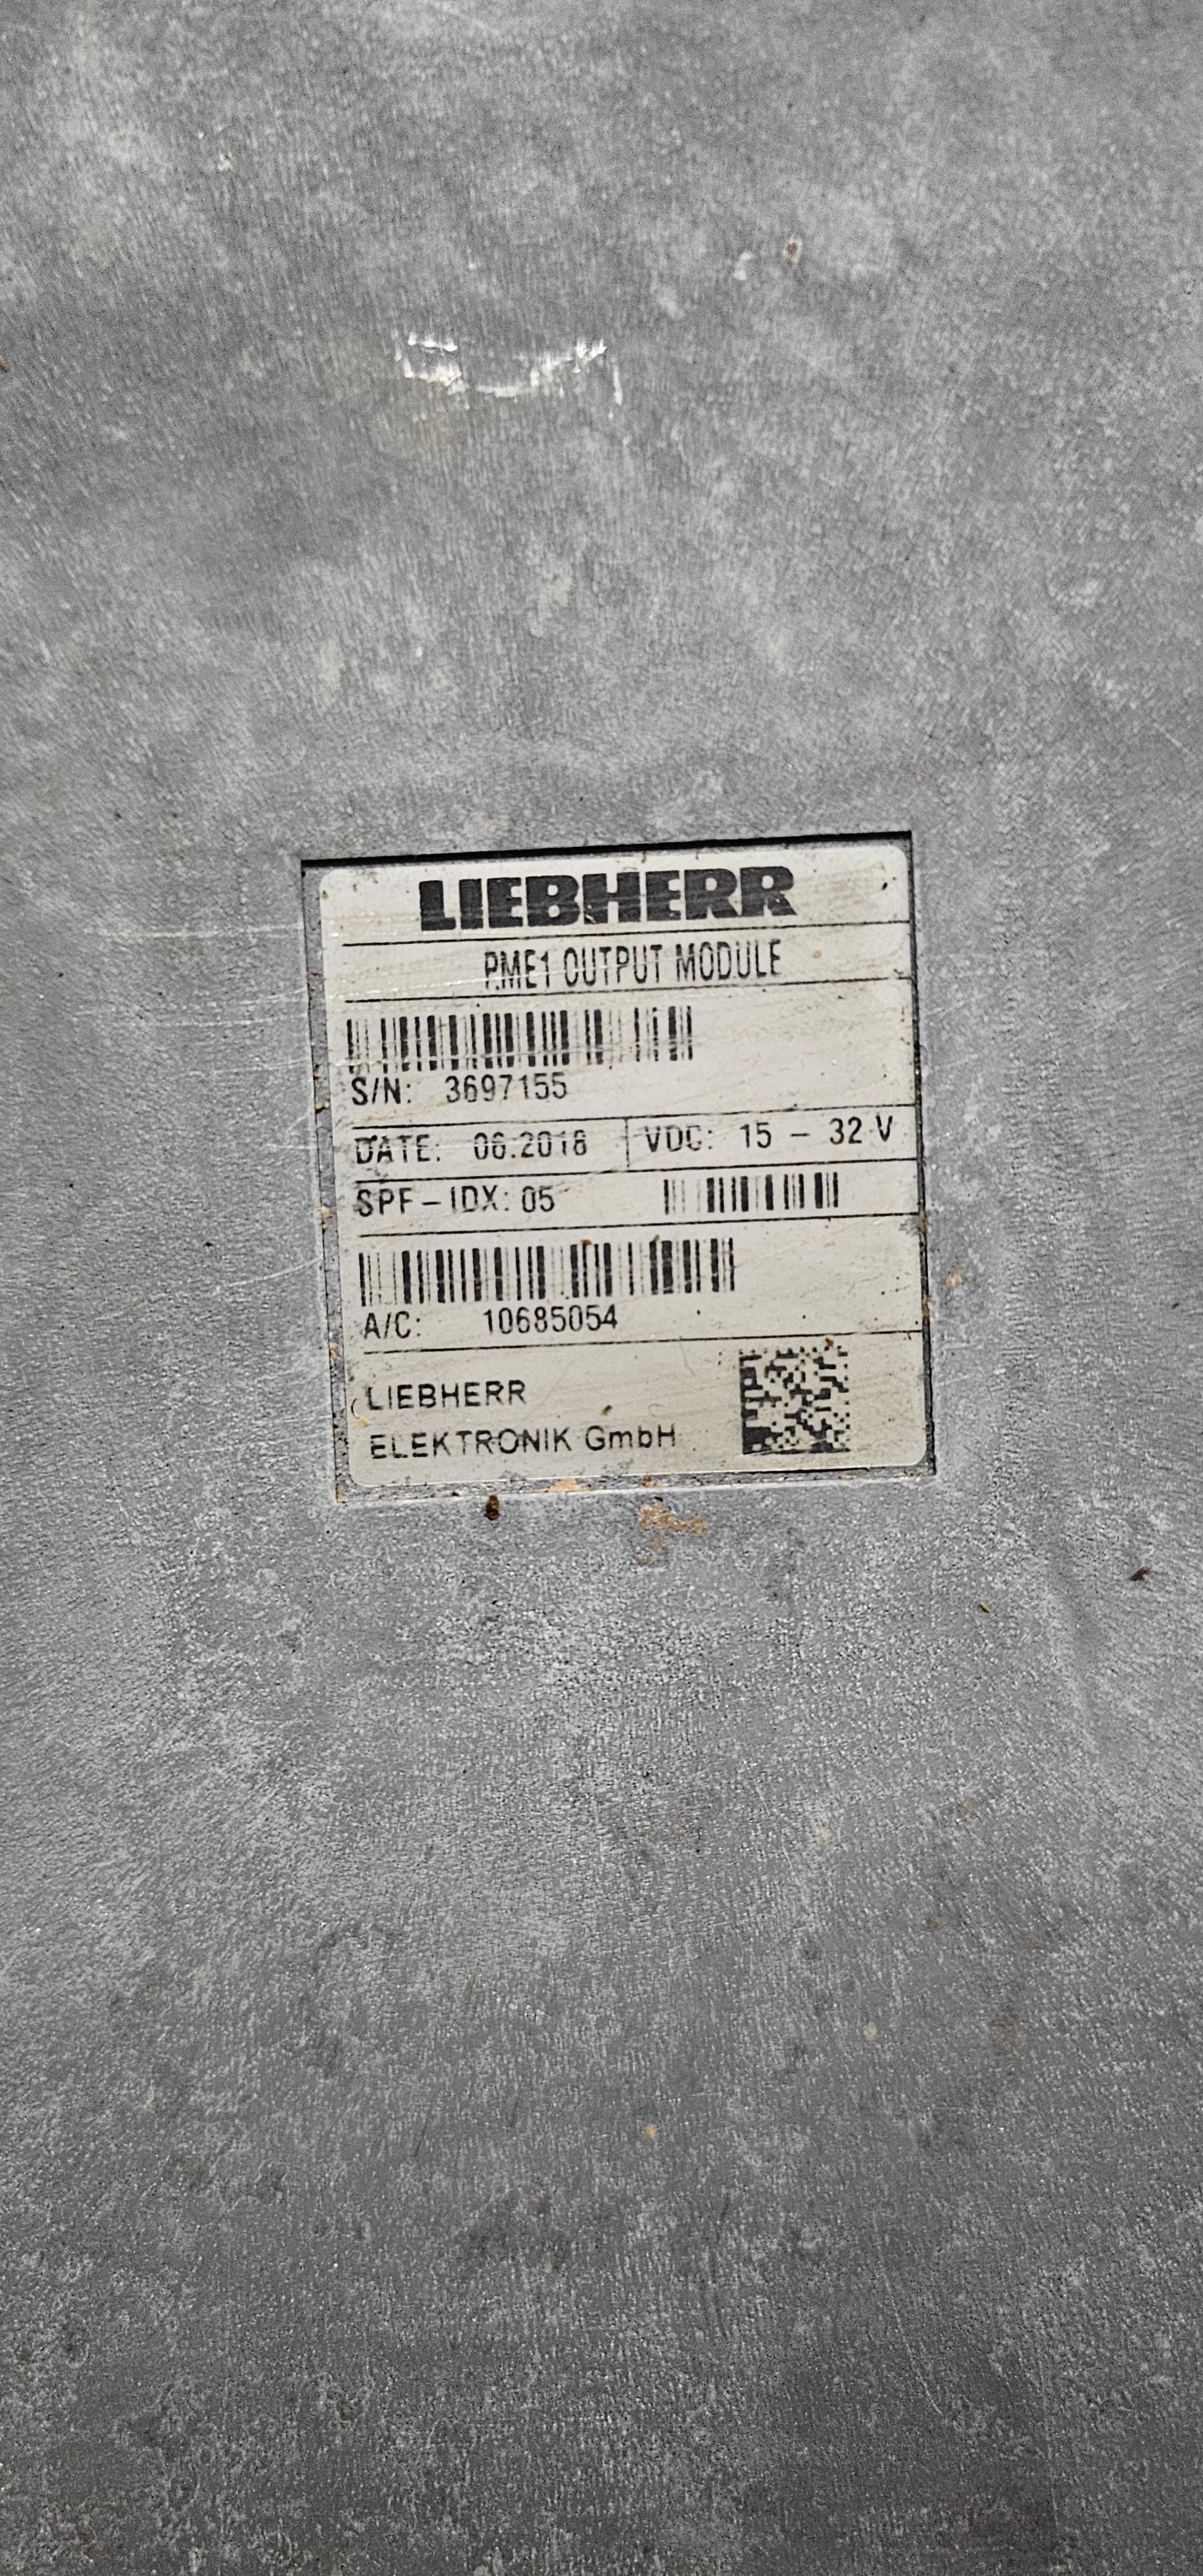 LIEBHERR
PME1 OUTPUT MODULE
S/N: 3697155
DATE: 06.2018 VDC: 15 – 32 V
SPF-IDX: 05
A/C: 10685054
LIEBHERR
ELEKTRONIK GmbH